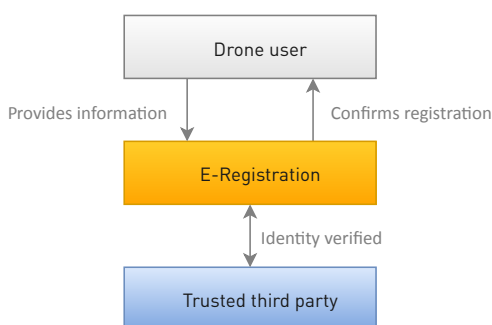 Drone user
Provides information
Confirms registration
E-Registration
Identity verified
Trusted third party